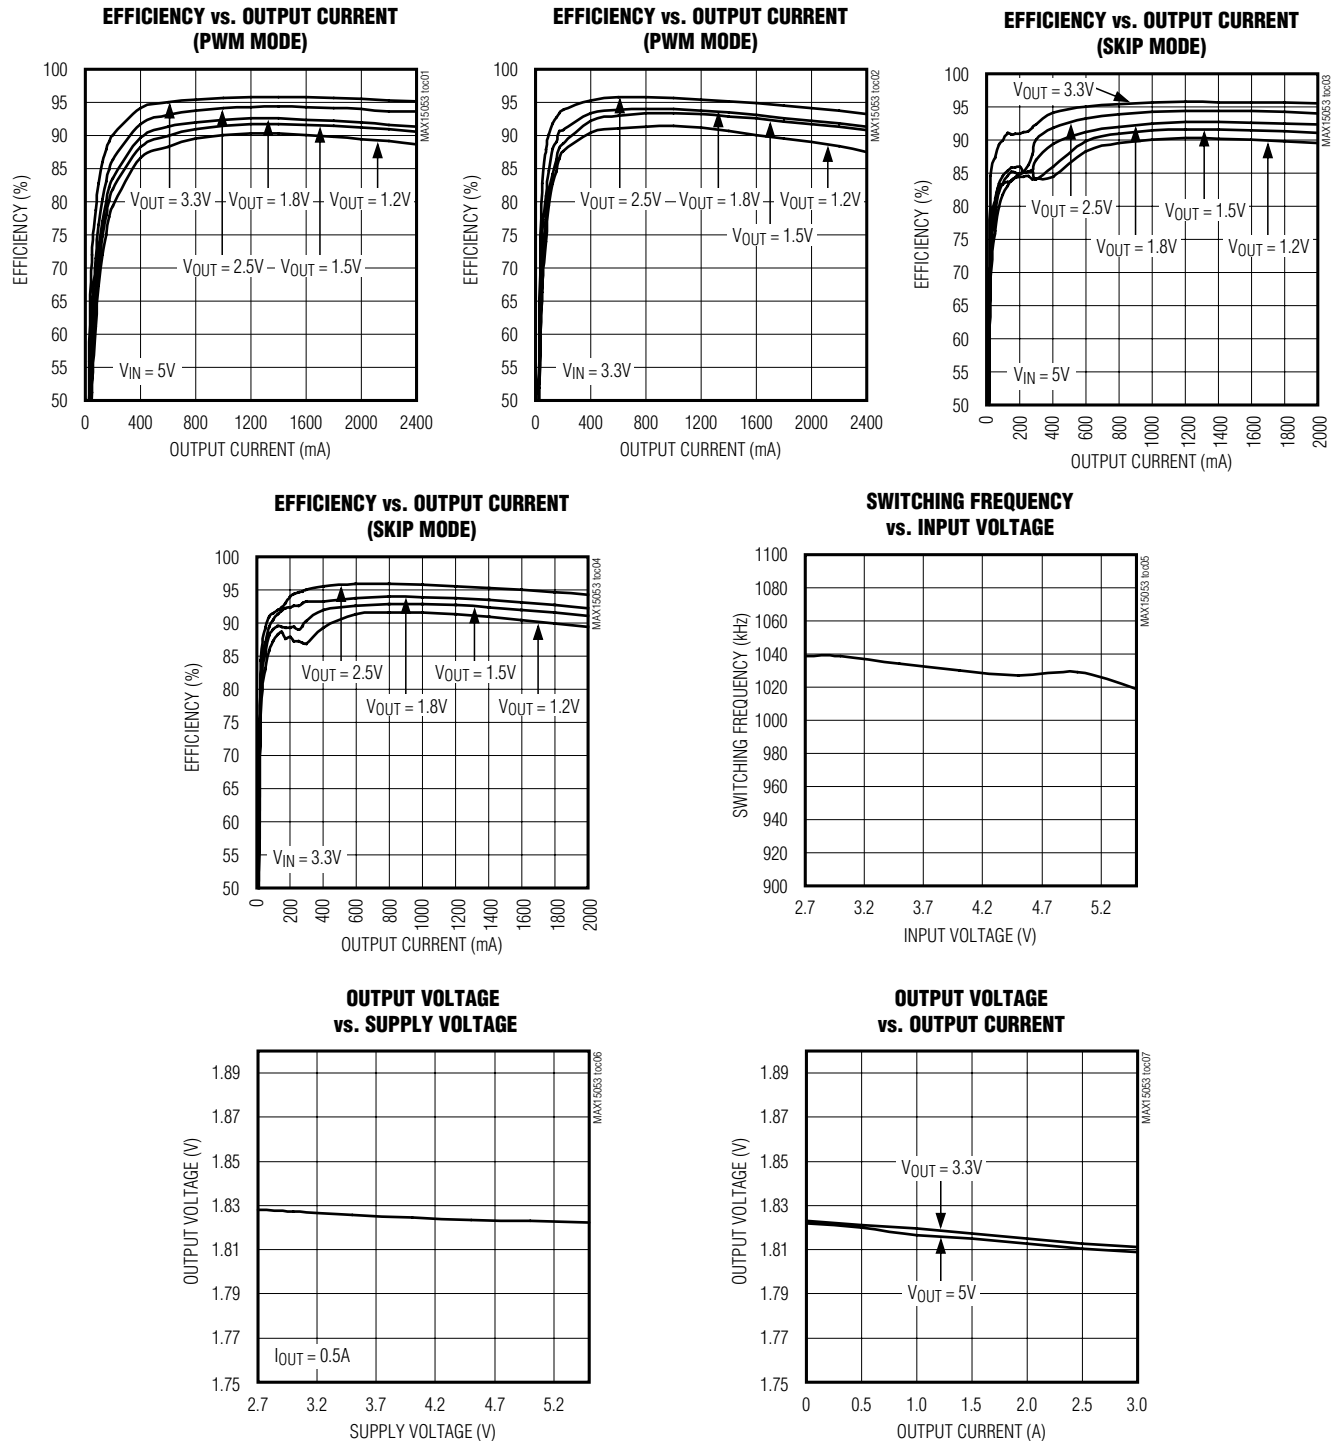 EFFICIENCY vs. OUTPUT CURRENT
(PWM MODE)
100
95
90
85
80
75
70
65
60
55
50
EFFICIENCY (%)
VOUT = 3.3V
VOUT = 1.8V
VOUT = 1.2V
VOUT = 2.5V
VOUT = 1.5V
VIN = 5V
0 400 800 1200 1600 2000 2400
OUTPUT CURRENT (mA)
MAX15053 toc01
EFFICIENCY vs. OUTPUT CURRENT
(PWM MODE)
100
95
90
85
80
75
70
65
60
55
50
EFFICIENCY (%)
VOUT = 2.5V
VOUT = 1.8V
VOUT = 1.2V
VOUT = 1.5V
VIN = 3.3V
0 400 800 1200 1600 2000 2400
OUTPUT CURRENT (mA)
MAX15053 toc02
EFFICIENCY vs. OUTPUT CURRENT
(SKIP MODE)
100
95
90
85
80
75
70
65
60
55
50
EFFICIENCY (%)
VOUT = 3.3V
VOUT = 2.5V
VOUT = 1.5V
VOUT = 1.8V
VOUT = 1.2V
VIN = 5V
0 200 400 600 800 1000 1200 1400 1600 1800 2000
OUTPUT CURRENT (mA)
MAX15053 toc03
EFFICIENCY vs. OUTPUT CURRENT
(SKIP MODE)
100
95
90
85
80
75
70
65
60
55
50
EFFICIENCY (%)
VOUT = 2.5V
VOUT = 1.5V
VOUT = 1.8V
VOUT = 1.2V
VIN = 3.3V
0 200 400 600 800 1000 1200 1400 1600 1800 2000
OUTPUT CURRENT (mA)
MAX15053 toc04
SWITCHING FREQUENCY
vs. INPUT VOLTAGE
1100
1080
1060
1040
1020
1000
980
960
940
920
900
SWITCHING FREQUENCY (kHz)
2.7 3.2 3.7 4.2 4.7 5.2
INPUT VOLTAGE (V)
MAX15053 toc05
OUTPUT VOLTAGE
vs. SUPPLY VOLTAGE
1.89
1.87
1.85
1.83
1.81
1.79
1.77
1.75
OUTPUT VOLTAGE (V)
IOUT = 0.5A
2.7 3.2 3.7 4.2 4.7 5.2
SUPPLY VOLTAGE (V)
MAX15053 toc06
OUTPUT VOLTAGE
vs. OUTPUT CURRENT
1.89
1.87
1.85
1.83
1.81
1.79
1.77
1.75
OUTPUT VOLTAGE (V)
VOUT = 3.3V
VOUT = 5V
0 0.5 1.0 1.5 2.0 2.5 3.0
OUTPUT CURRENT (A)
MAX15053 toc07